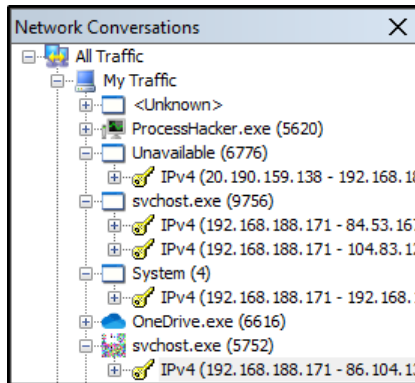 Network Conversations
All Traffic
My Traffic
<Unknown>
ProcessHacker.exe (5620)
Unavailable (6776)
IPv4 (20.190.159.138 - 192.168.18
svchost.exe (9756)
IPv4 (192.168.188.171 - 84.53.167
IPv4 (192.168.188.171 - 104.83.12
System (4)
IPv4 (192.168.188.171 - 192.168.1
OneDrive.exe (6616)
svchost.exe (5752)
IPv4 (192.168.188.171 - 86.104.1